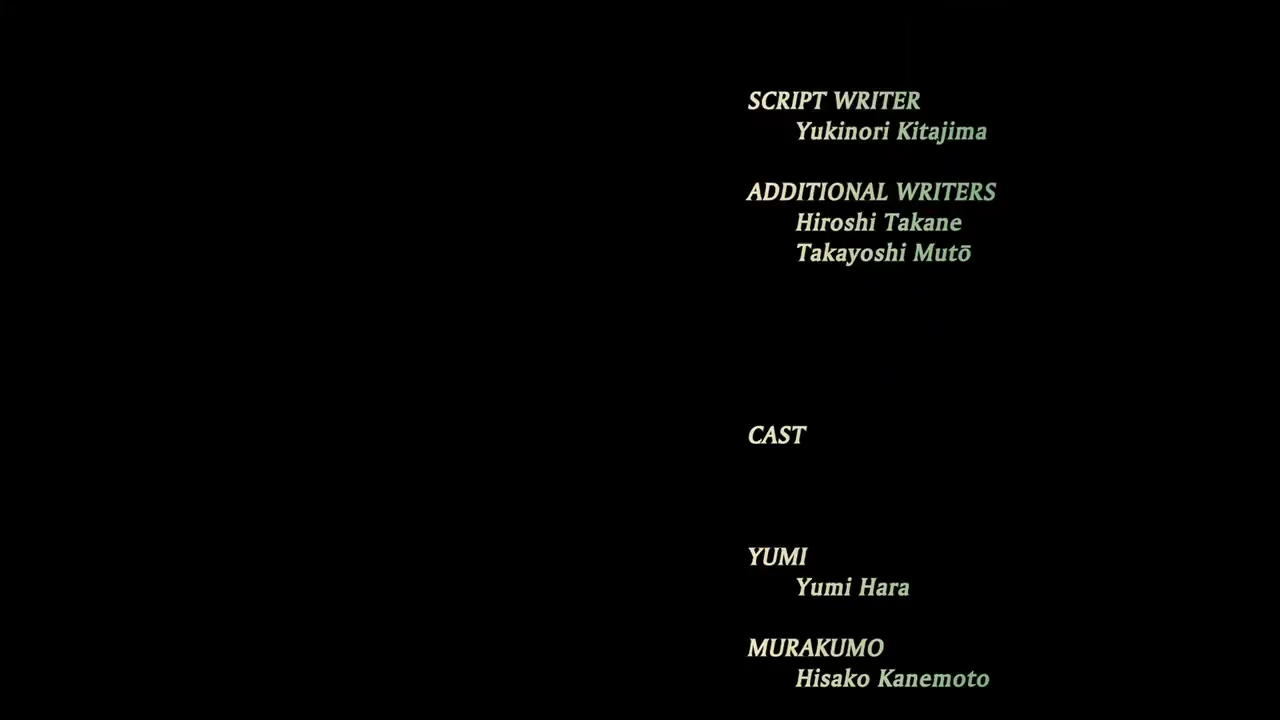 SCRIPT WRITER
Yukinori Kitajima
ADDITIONAL WRITERS
Hiroshi Takane
Takayoshi Mutō
CAST
YUMI
Yumi Hara
MURAKUMO
Hisako Kanemoto